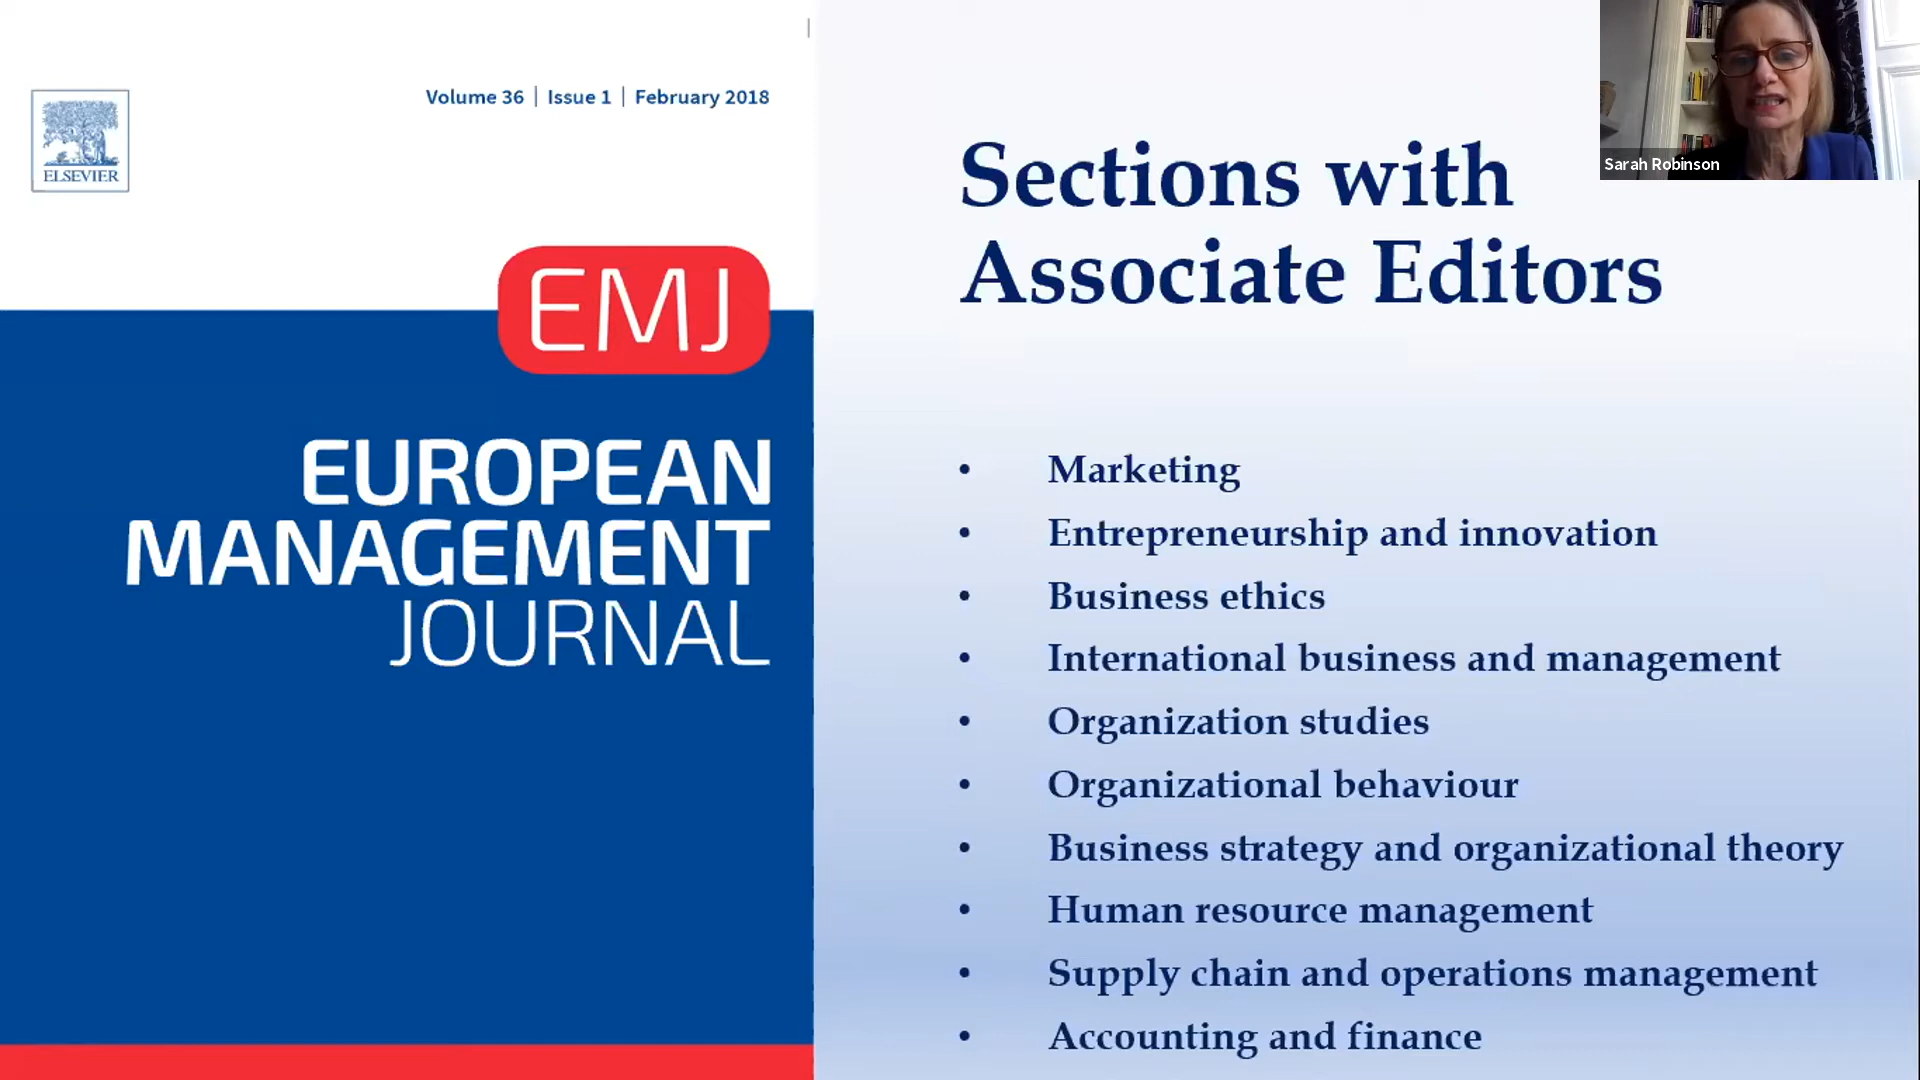 Volume 36 | Issue 1 | February 2018
ELSEVIER
EMJ
EUROPEAN
MANAGEMENT
JOURNAL
Sections with
Associate Editors
• Marketing
• Entrepreneurship and innovation
• Business ethics
• International business and management
• Organization studies
• Organizational behaviour
• Business strategy and organizational theory
• Human resource management
• Supply chain and operations management
• Accounting and finance
Sarah Robinson